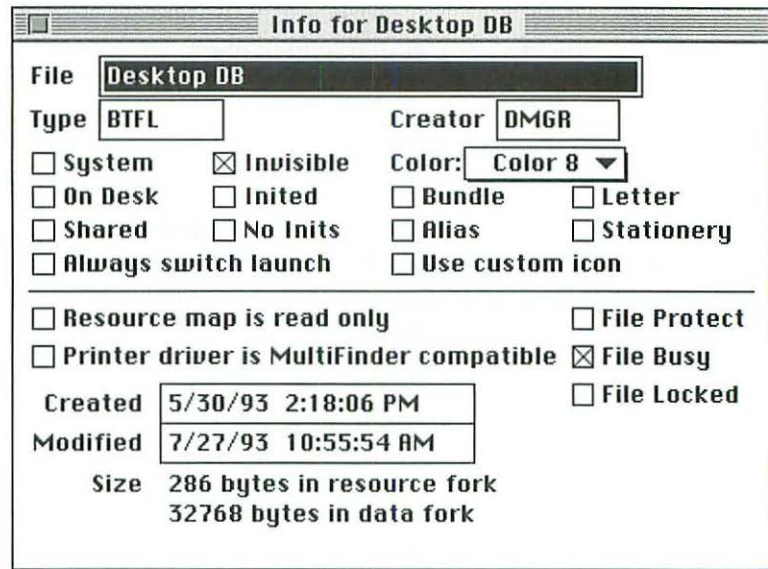 Info for Desktop DB
File Desktop DB
Type BTFL Creator DMGR
System Invisible Color: Color 8
On Desk Inited Bundle Letter
Shared No Inits Alias Stationery
Always switch launch Use custom icon
Resource map is read only File Protect
Printer driver is MultiFinder compatible File Busy
Created 5/30/93 2:18:06 PM File Locked
Modified 7/27/93 10:55:54 AM
Size 286 bytes in resource fork
32768 bytes in data fork